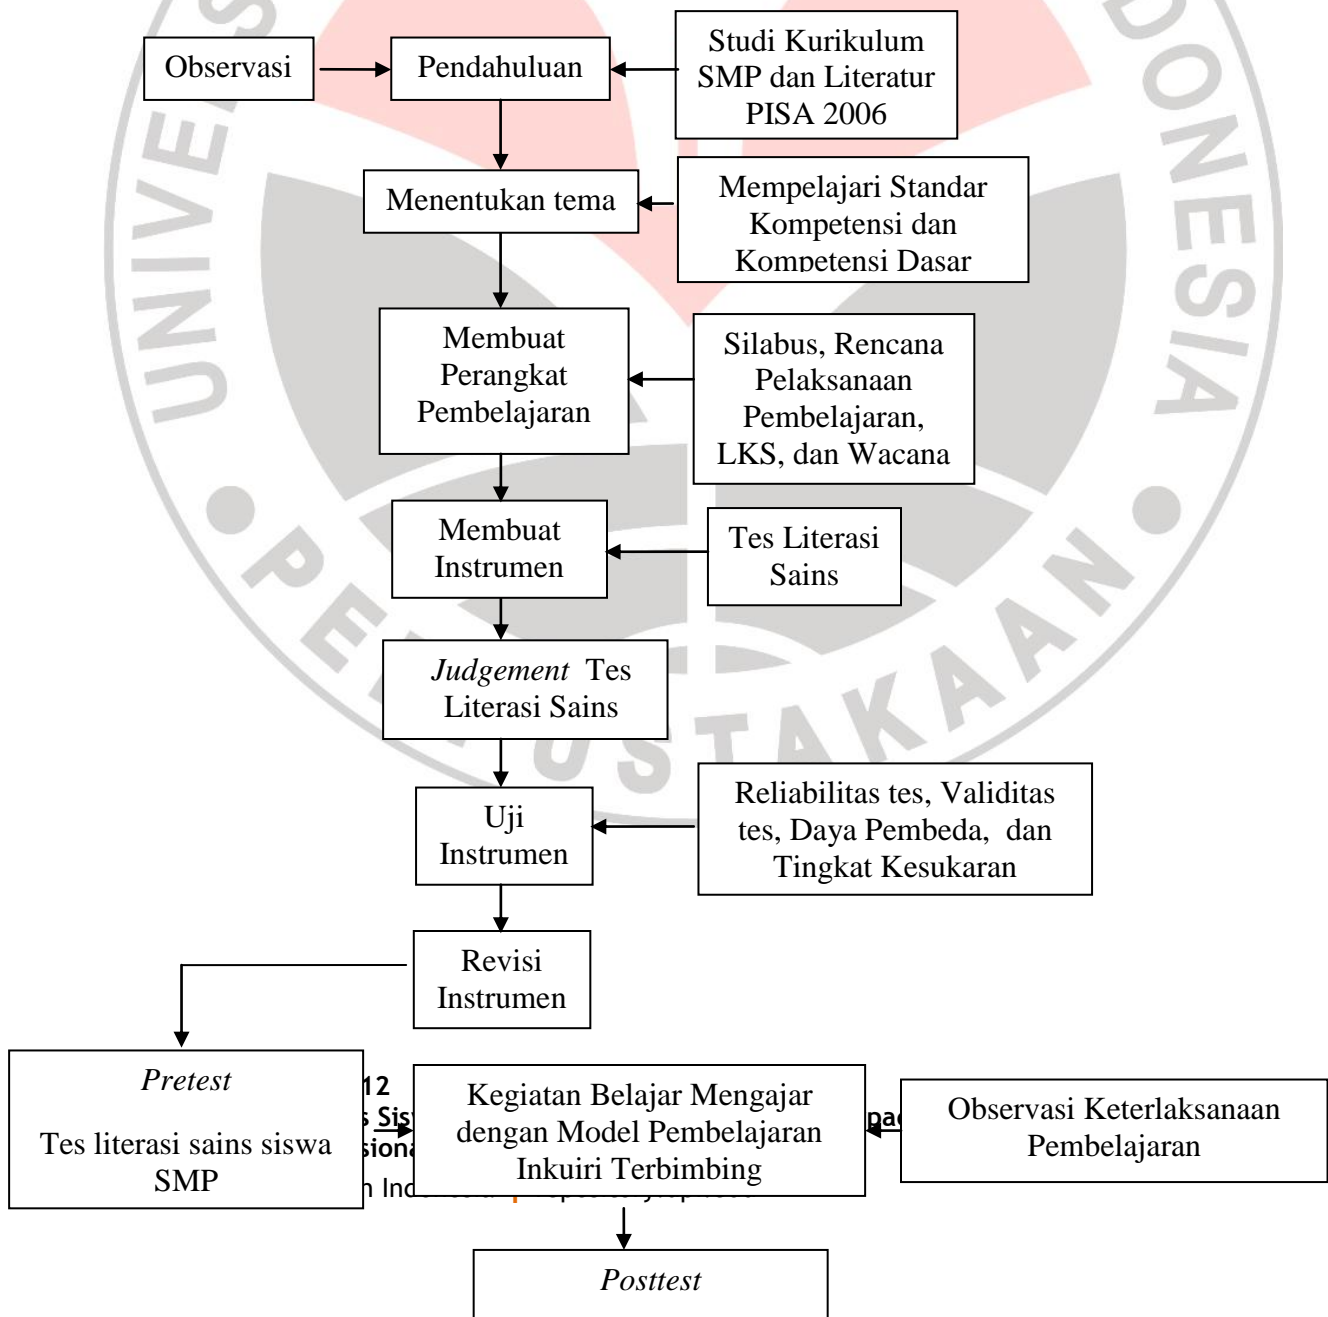 Observasi
Pendahuluan
Studi Kurikulum
SMP dan Literatur
PISA 2006
Menentukan tema
Mempelajari Standar
Kompetensi dan
Kompetensi Dasar
Membuat
Perangkat
Pembelajaran
Silabus, Rencana
Pelaksanaan
Pembelajaran,
LKS, dan Wacana
Membuat
Instrumen
Tes Literasi
Sains
Judgement Tes
Literasi Sains
Uji
Instrumen
Reliabilitas tes, Validitas
tes, Daya Pembeda, dan
Tingkat Kesukaran
Revisi
Instrumen
Pretest
Tes literasi sains siswa
SMP
12
Kegiatan Belajar Mengajar
dengan Model Pembelajaran
Inkuiri Terbimbing
Observasi Keterlaksanaan
Pembelajaran
Posttest